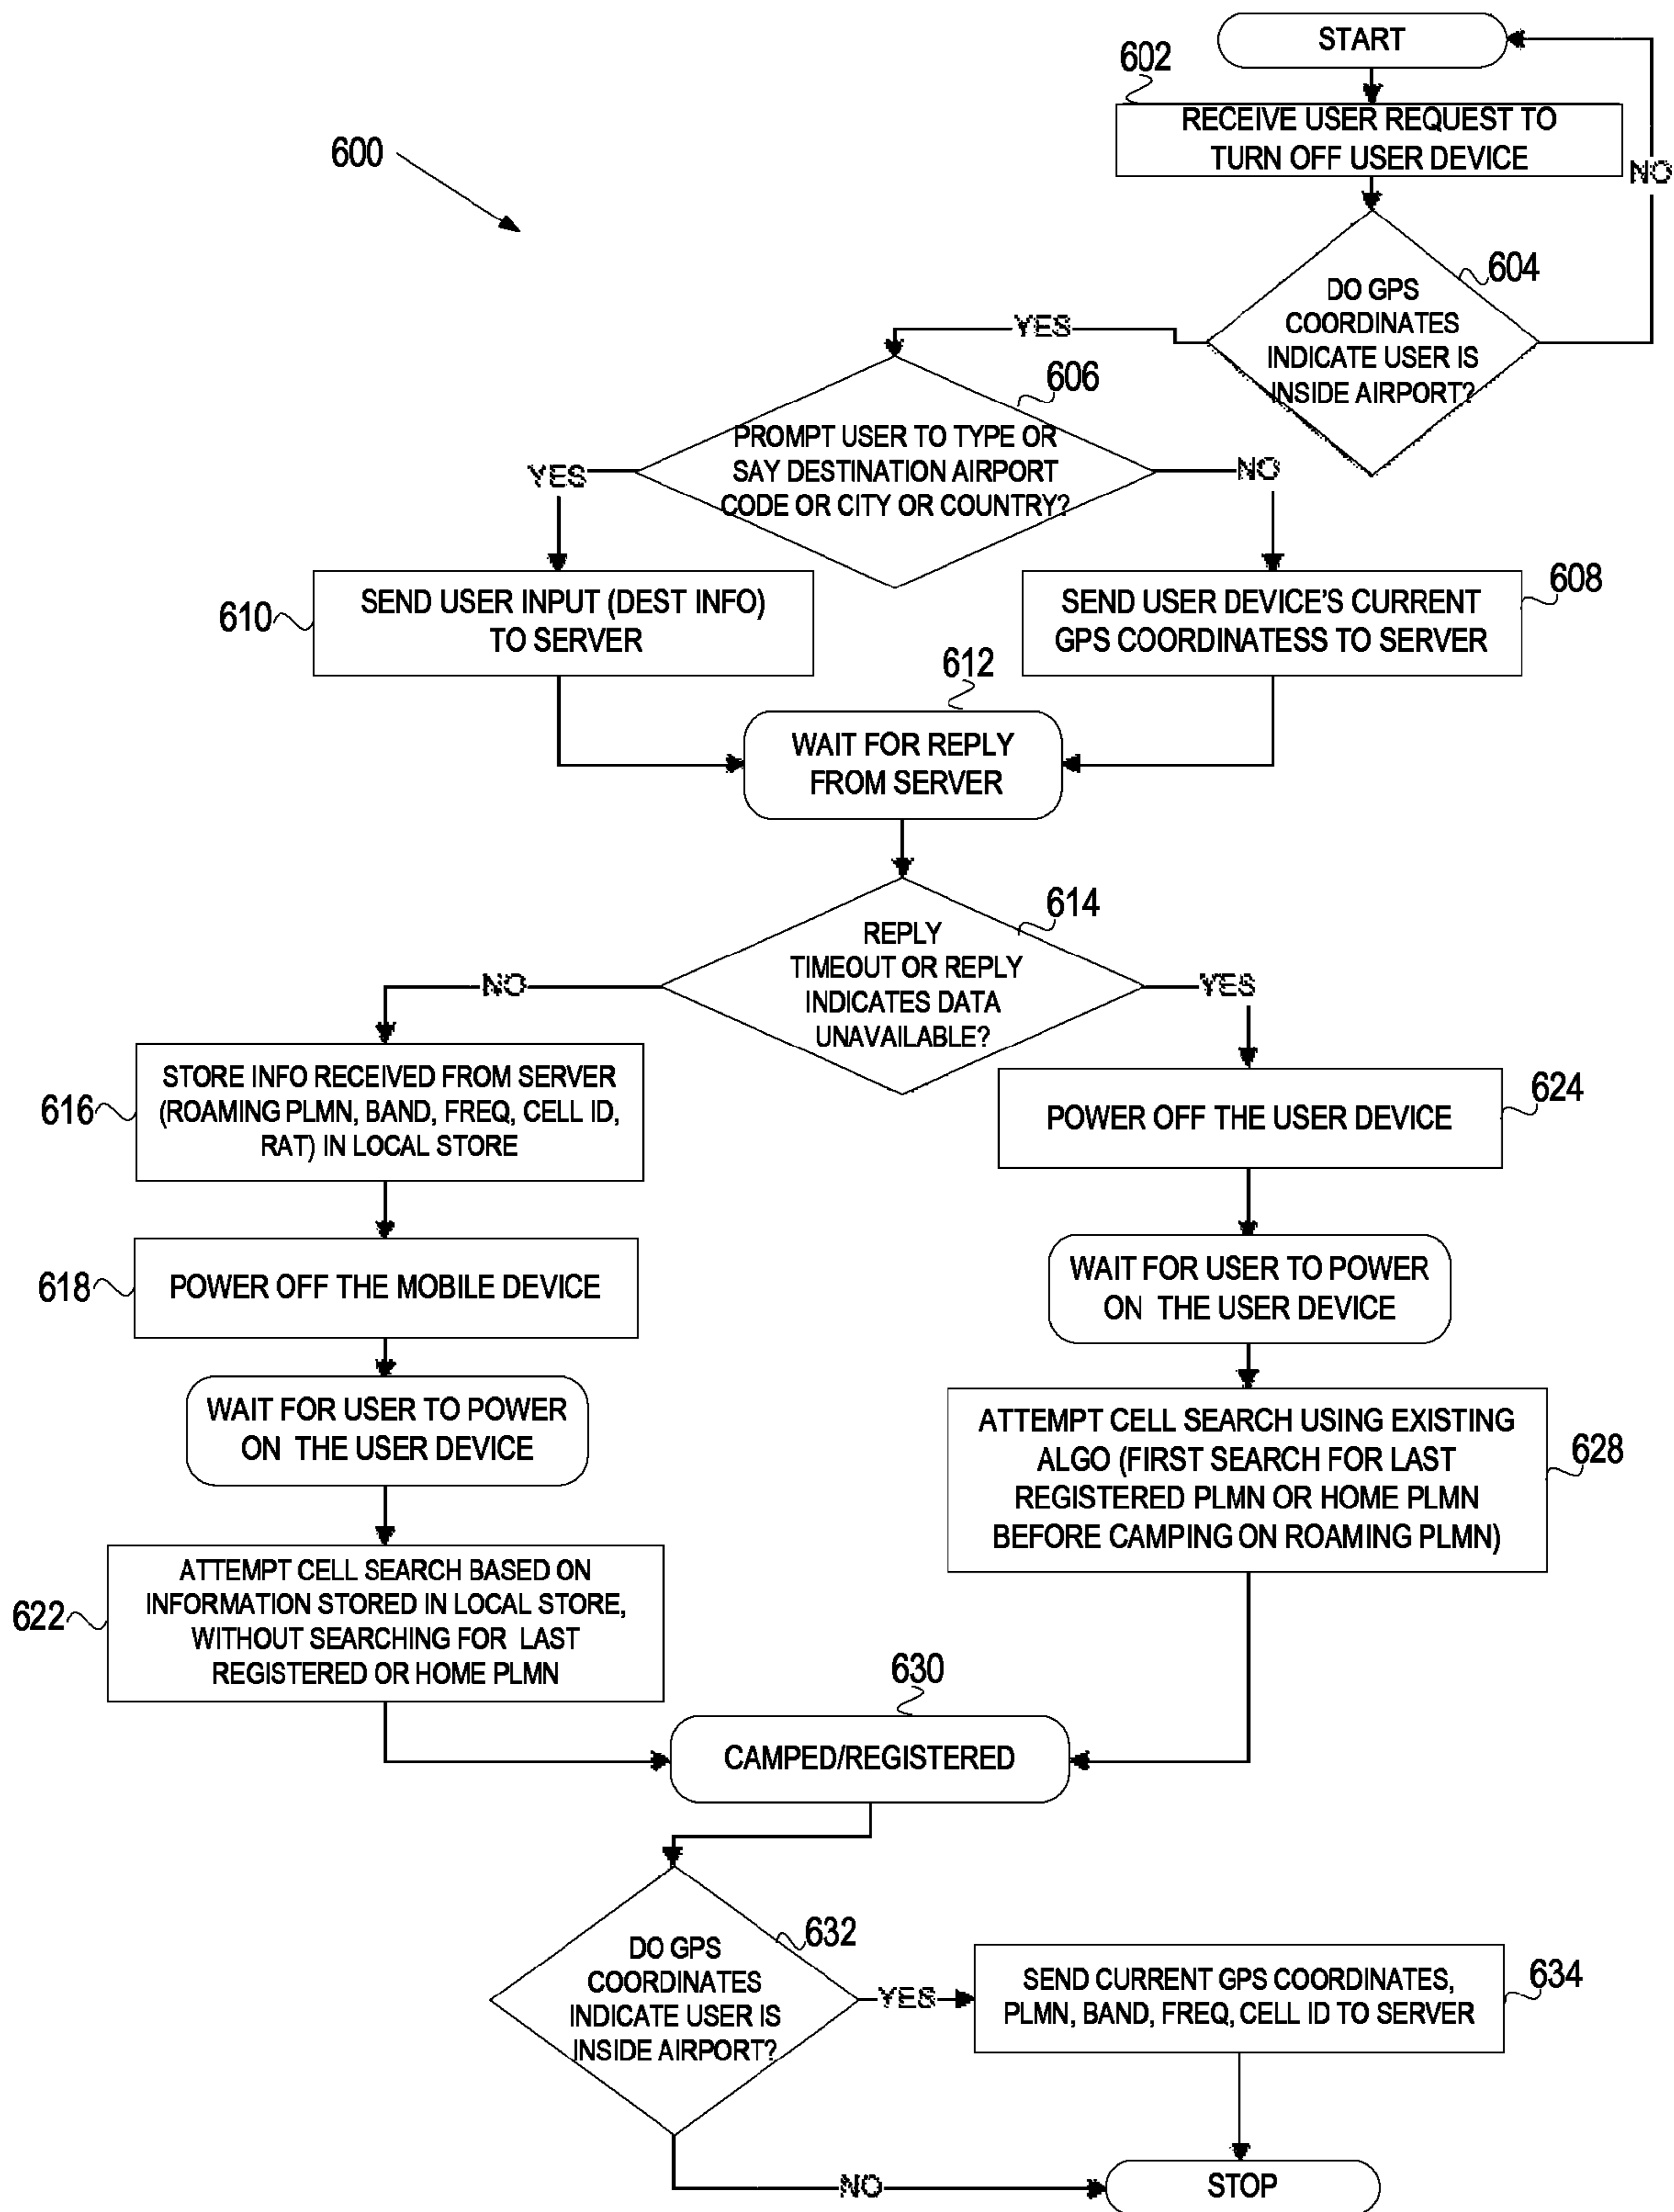 START
602
RECEIVE USER REQUEST TO
TURN OFF USER DEVICE
600
NO
604
DO GPS
COORDINATES
INDICATE USER IS
INSIDE AIRPORT?
YES
606
PROMPT USER TO TYPE OR
SAY DESTINATION AIRPORT
CODE OR CITY OR COUNTRY?
YES
NO
610
SEND USER INPUT (DEST INFO)
TO SERVER
608
SEND USER DEVICE'S CURRENT
GPS COORDINATESS TO SERVER
612
WAIT FOR REPLY
FROM SERVER
614
REPLY
TIMEOUT OR REPLY
INDICATES DATA
UNAVAILABLE?
NO
YES
616
STORE INFO RECEIVED FROM SERVER
(ROAMING PLMN, BAND, FREQ, CELL ID,
RAT) IN LOCAL STORE
624
POWER OFF THE USER DEVICE
618
POWER OFF THE MOBILE DEVICE
WAIT FOR USER TO POWER
ON THE USER DEVICE
WAIT FOR USER TO POWER
ON THE USER DEVICE
628
ATTEMPT CELL SEARCH USING EXISTING
ALGO (FIRST SEARCH FOR LAST
REGISTERED PLMN OR HOME PLMN
BEFORE CAMPING ON ROAMING PLMN)
622
ATTEMPT CELL SEARCH BASED ON
INFORMATION STORED IN LOCAL STORE,
WITHOUT SEARCHING FOR LAST
REGISTERED OR HOME PLMN
630
CAMPED/REGISTERED
632
DO GPS
COORDINATES
INDICATE USER IS
INSIDE AIRPORT?
YES
634
SEND CURRENT GPS COORDINATES,
PLMN, BAND, FREQ, CELL ID TO SERVER
NO
STOP